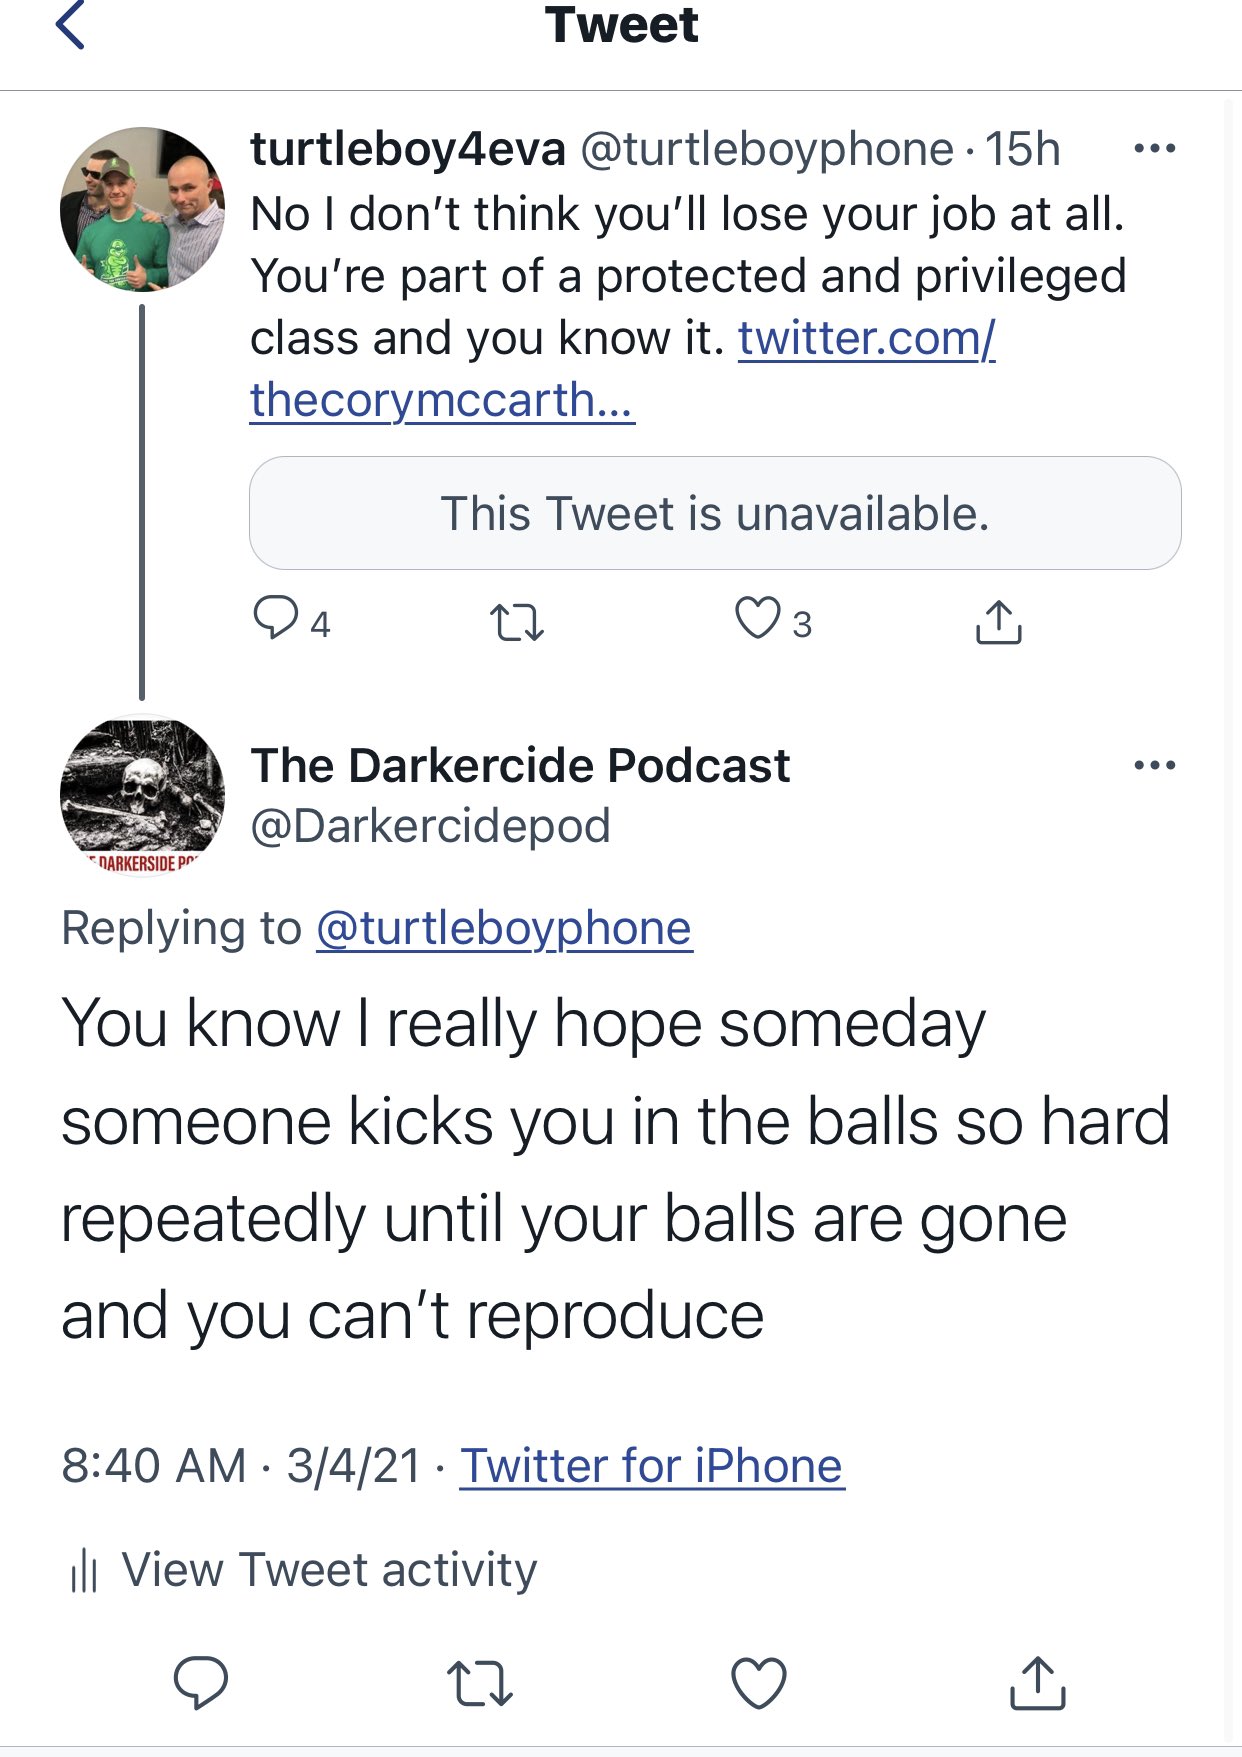 Tweet
turtleboy4eva @turtleboyphone · 15h
No I don’t think you’ll lose your job at all.
You’re part of a protected and privileged
class and you know it. twitter.com/
thecorymccarth...
This Tweet is unavailable.
4 3
The Darkercide Podcast
@Darkercidepod
DARKERSIDE
Replying to @turtleboyphone
You know I really hope someday
someone kicks you in the balls so hard
repeatedly until your balls are gone
and you can’t reproduce
8:40 AM · 3/4/21 · Twitter for iPhone
View Tweet activity